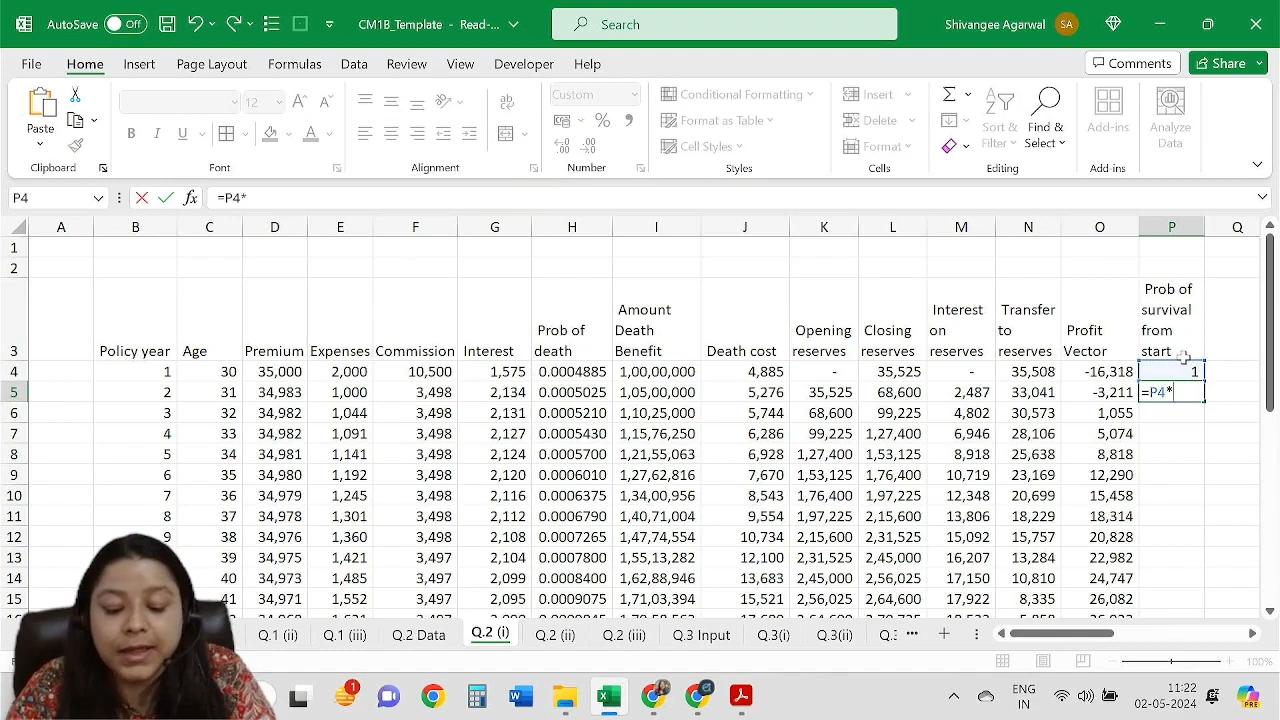 AutoSave Off CM1B_Template - Read-... Search Shivangee Agarwal SA
File Home Insert Page Layout Formulas Data Review View Developer Help Comments Share
Paste 12 Custom Conditional Formatting Insert Sort & Find & Add-ins Analyze
B I U Format as Table Delete Filter Select Data
Cell Styles Format
Clipboard Font Alignment Number Styles Cells Editing Add-ins
P4 fx =P4*
A B C D E F G H I J K L M N O P Q
1
2
3 Policy year Age Premium Expenses Commission Interest Prob of death Amount Death Benefit Death cost Opening reserves Closing reserves Interest on reserves Transfer to reserves Profit Vector Prob of survival from start
4 1 30 35,000 2,000 10,500 1,575 0.0004885 1,00,00,000 4,885 - 35,525 - 35,508 -16,318 1
5 2 31 34,983 1,000 3,498 2,134 0.0005025 1,05,00,000 5,276 35,525 68,600 2,487 33,041 -3,211 =P4*
6 3 32 34,982 1,044 3,498 2,131 0.0005210 1,10,25,000 5,744 68,600 99,225 4,802 30,573 1,055
7 4 33 34,982 1,091 3,498 2,127 0.0005430 1,15,76,250 6,286 99,225 1,27,400 6,946 28,106 5,074
8 5 34 34,981 1,141 3,498 2,124 0.0005700 1,21,55,063 6,928 1,27,400 1,53,125 8,918 25,638 8,818
9 6 35 34,980 1,192 3,498 2,120 0.0006010 1,27,62,816 7,670 1,53,125 1,76,400 10,719 23,169 12,290
10 7 36 34,979 1,245 3,498 2,116 0.0006375 1,34,00,956 8,543 1,76,400 1,97,225 12,348 20,699 15,458
11 8 37 34,978 1,301 3,498 2,112 0.0006790 1,40,71,004 9,554 1,97,225 2,15,600 13,806 18,229 18,314
12 9 38 34,976 1,360 3,498 2,108 0.0007265 1,47,74,554 10,734 2,15,600 2,31,525 15,092 15,757 20,828
13 39 34,975 1,421 3,497 2,104 0.0007800 1,55,13,282 12,100 2,31,525 2,45,000 16,207 13,284 22,982
14 40 34,973 1,485 3,497 2,099 0.0008400 1,62,88,946 13,683 2,45,000 2,56,025 17,150 10,810 24,747
15 41 34,971 1,552 3,497 2,095 0.0009075 1,71,03,394 15,521 2,56,025 2,64,600 17,922 8,335 26,082
Q.1 (ii) Q.1 (iii) Q.2 Data Q.2 (i) Q.2 (ii) Q.2 (iii) Q.3 Input Q.3(i) Q.3(ii) Q.:
100%
1 ENG IN 11:22 02-05-2024 PRE